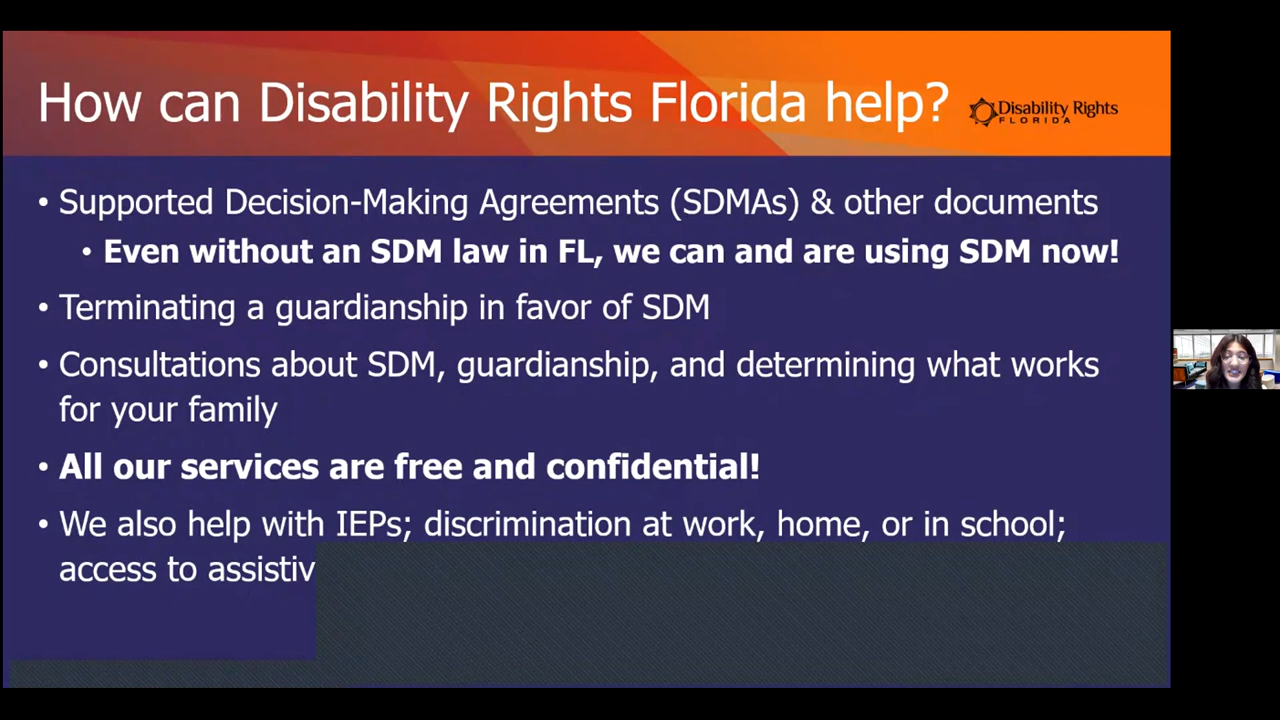 How can Disability Rights Florida help?
Disability Rights
FLORIDA
• Supported Decision-Making Agreements (SDMAs) & other documents
• Even without an SDM law in FL, we can and are using SDM now!
• Terminating a guardianship in favor of SDM
• Consultations about SDM, guardianship, and determining what works
for your family
• All our services are free and confidential!
• We also help with IEPs; discrimination at work, home, or in school;
access to assistiv